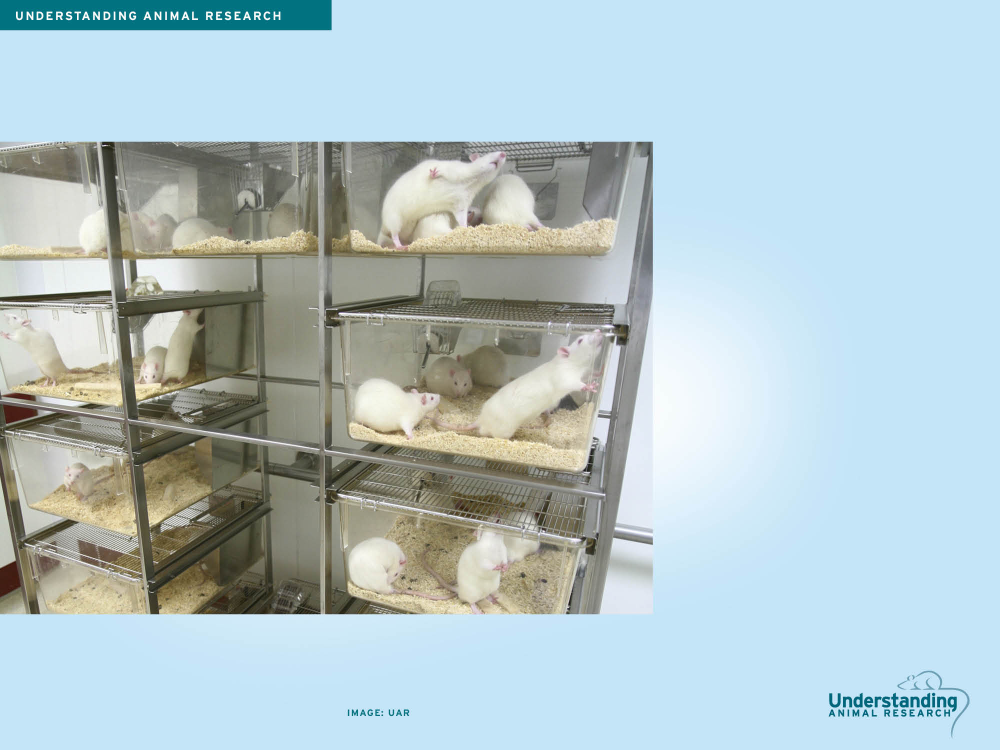 UNDERSTANDING ANIMAL RESEARCH
IMAGE: UAR
Understanding
ANIMAL RESEARCH